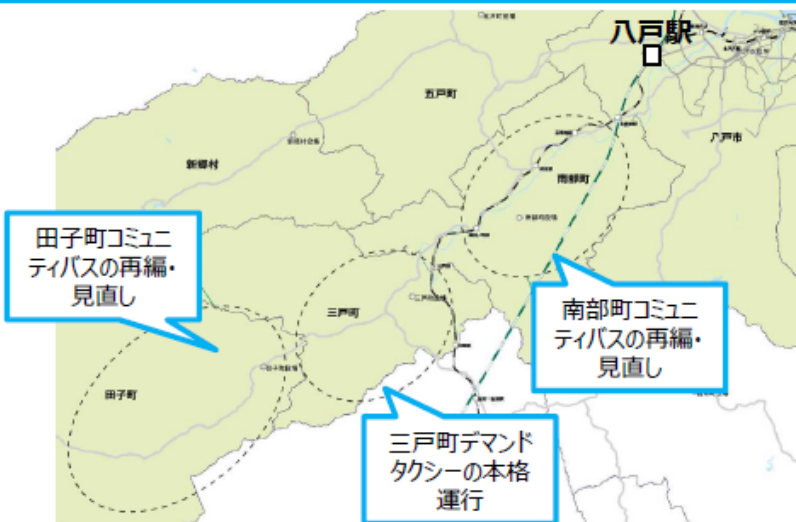 八戸駅
五戸町
八戸市
新郷村
南部町
田子町コミュニ
ティバスの再編・
見直し
三戸町
南部町コミュニ
ティバスの再編・
見直し
田子町
三戸町デマンド
タクシーの本格
運行